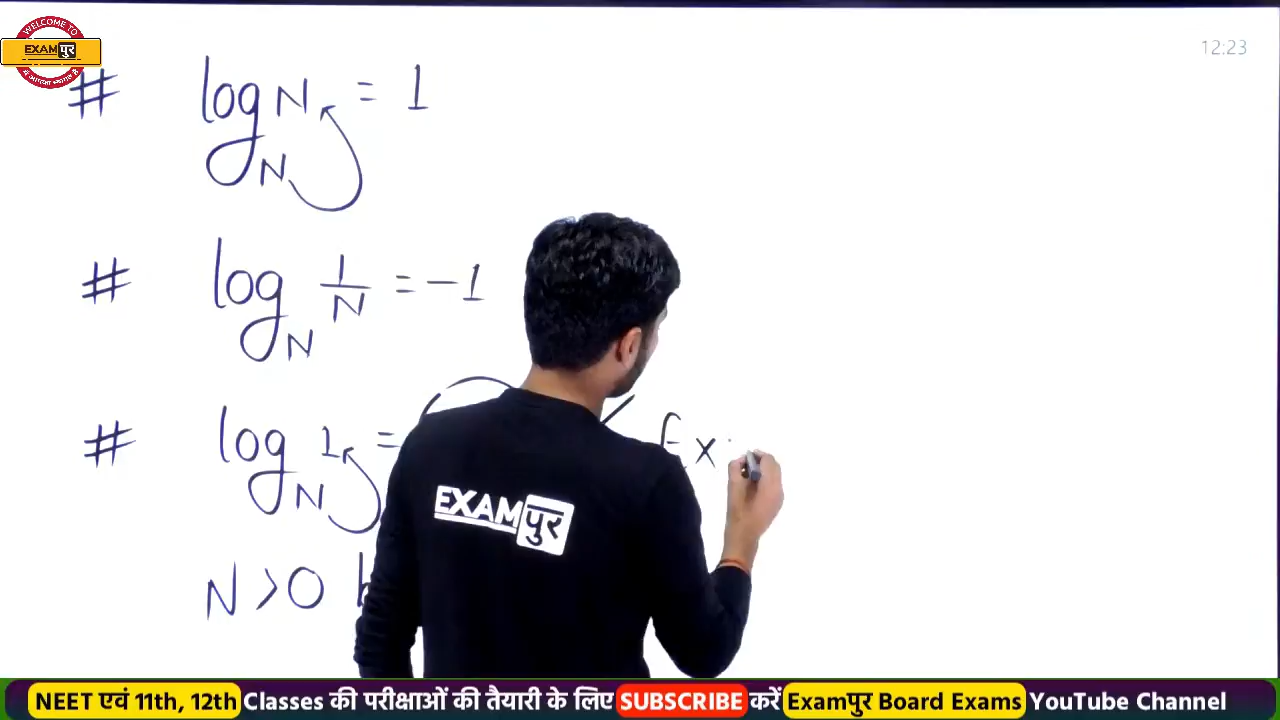 WELCOME TO
EXAMपुर
12:23
# log_N N = 1
# log_N 1/N = -1
# log_N 1 =
Ex:
N > 0
EXAMपुर
NEET एवं 11th, 12th Classes की परीक्षाओं की तैयारी के लिए SUBSCRIBE करें Examपुर Board Exams YouTube Channel